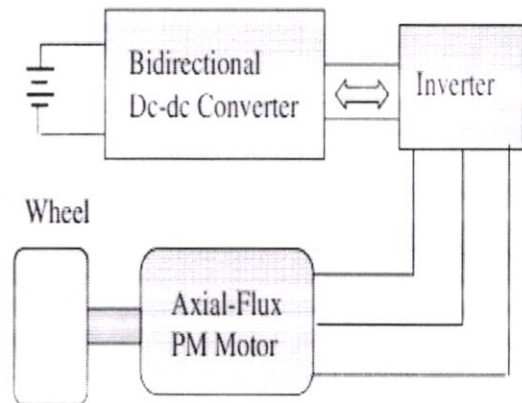 Bidirectional
Dc-dc Converter
Inverter
Wheel
Axial-Flux
PM Motor